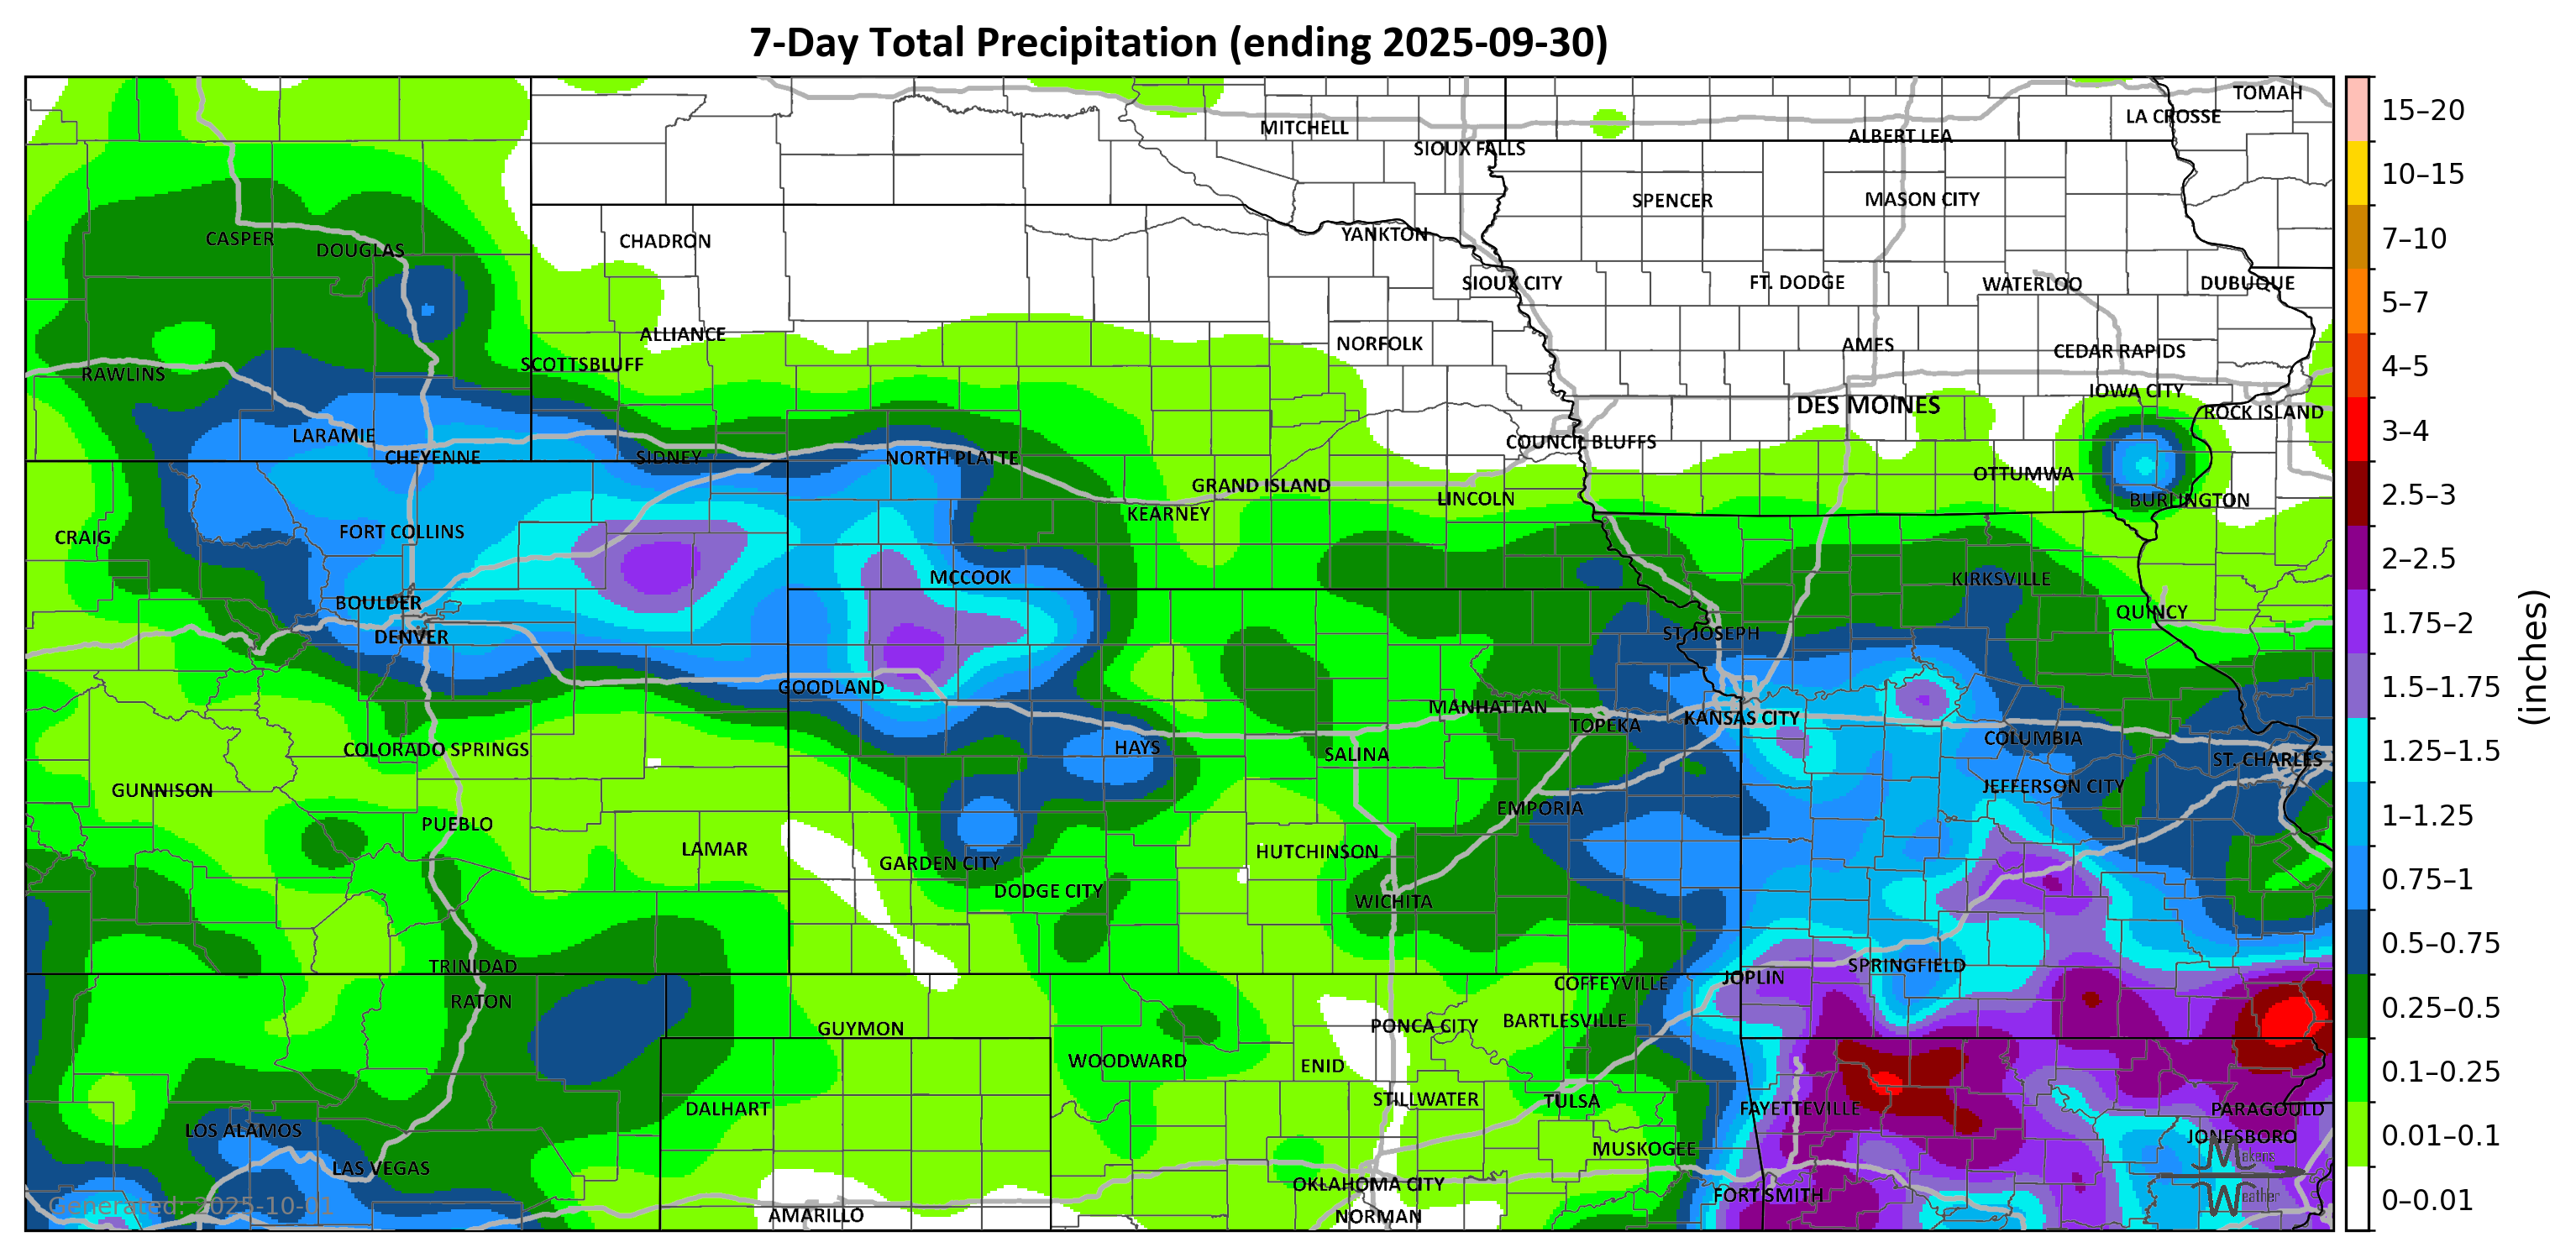 7-Day Total Precipitation (ending 2025-09-30)
TOMAH
LA CROSSE
MITCHELL
ALBERT LEA
SIOUX FALLS
SPENCER
MASON CITY
YANKTON
CASPER
CHADRON
DOUGLAS
SIOUX CITY
FT. DODGE
WATERLOO
DUBUQUE
ALLIANCE
NORFOLK
AMES
CEDAR RAPIDS
SCOTTSBLUFF
RAWLINS
IOWA CITY
DES MOINES
ROCK ISLAND
LARAMIE
COUNCIL BLUFFS
CHEYENNE
SIDNEY
NORTH PLATTE
OTTUMWA
GRAND ISLAND
LINCOLN
BURLINGTON
KEARNEY
FORT COLLINS
CRAIG
MCCOOK
KIRKSVILLE
BOULDER
QUINCY
DENVER
ST. JOSEPH
GOODLAND
MANHATTAN
TOPEKA
KANSAS CITY
COLUMBIA
COLORADO SPRINGS
HAYS
SALINA
ST. CHARLES
GUNNISON
JEFFERSON CITY
EMPORIA
PUEBLO
LAMAR
GARDEN CITY
HUTCHINSON
DODGE CITY
WICHITA
TRINIDAD
SPRINGFIELD
JOPLIN
COFFEYVILLE
RATON
GUYMON
PONCA CITY
BARTLESVILLE
WOODWARD
ENID
STILLWATER
TULSA
DALHART
FAYETTEVILLE
PARAGOULD
LOS ALAMOS
JONESBORO
MUSKOGEE
LAS VEGAS
OKLAHOMA CITY
FORT SMITH
AMARILLO
NORMAN
Makens
Weather
Generated: 2025-10-01
15–20
10–15
7–10
5–7
4–5
3–4
2.5–3
2–2.5
1.75–2
1.5–1.75
1.25–1.5
1–1.25
0.75–1
0.5–0.75
0.25–0.5
0.1–0.25
0.01–0.1
0–0.01
(inches)